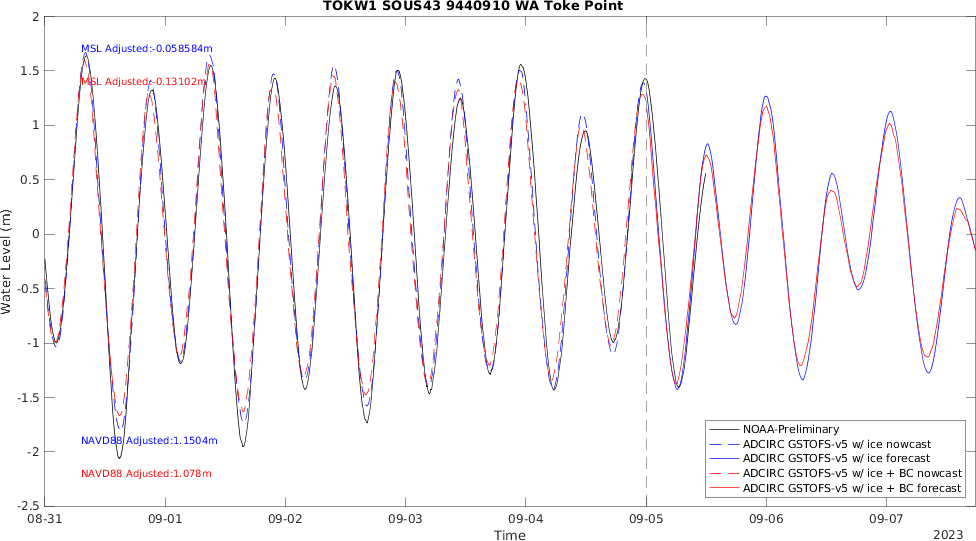 TOKW1 SOUS43 9440910 WA Toke Point
MSL Adjusted:-0.058584m
MSL Adjusted:-0.13102m
NAVD88 Adjusted:1.1504m
NAVD88 Adjusted:1.078m
Water Level (m)
2
1.5
1
0.5
0
-0.5
-1
-1.5
-2
-2.5
NOAA-Preliminary
ADCIRC GSTOFS-v5 w/ ice nowcast
ADCIRC GSTOFS-v5 w/ ice forecast
ADCIRC GSTOFS-v5 w/ ice + BC nowcast
ADCIRC GSTOFS-v5 w/ ice + BC forecast
08-31 09-01 09-02 09-03 09-04 09-05 09-06 09-07
Time
2023